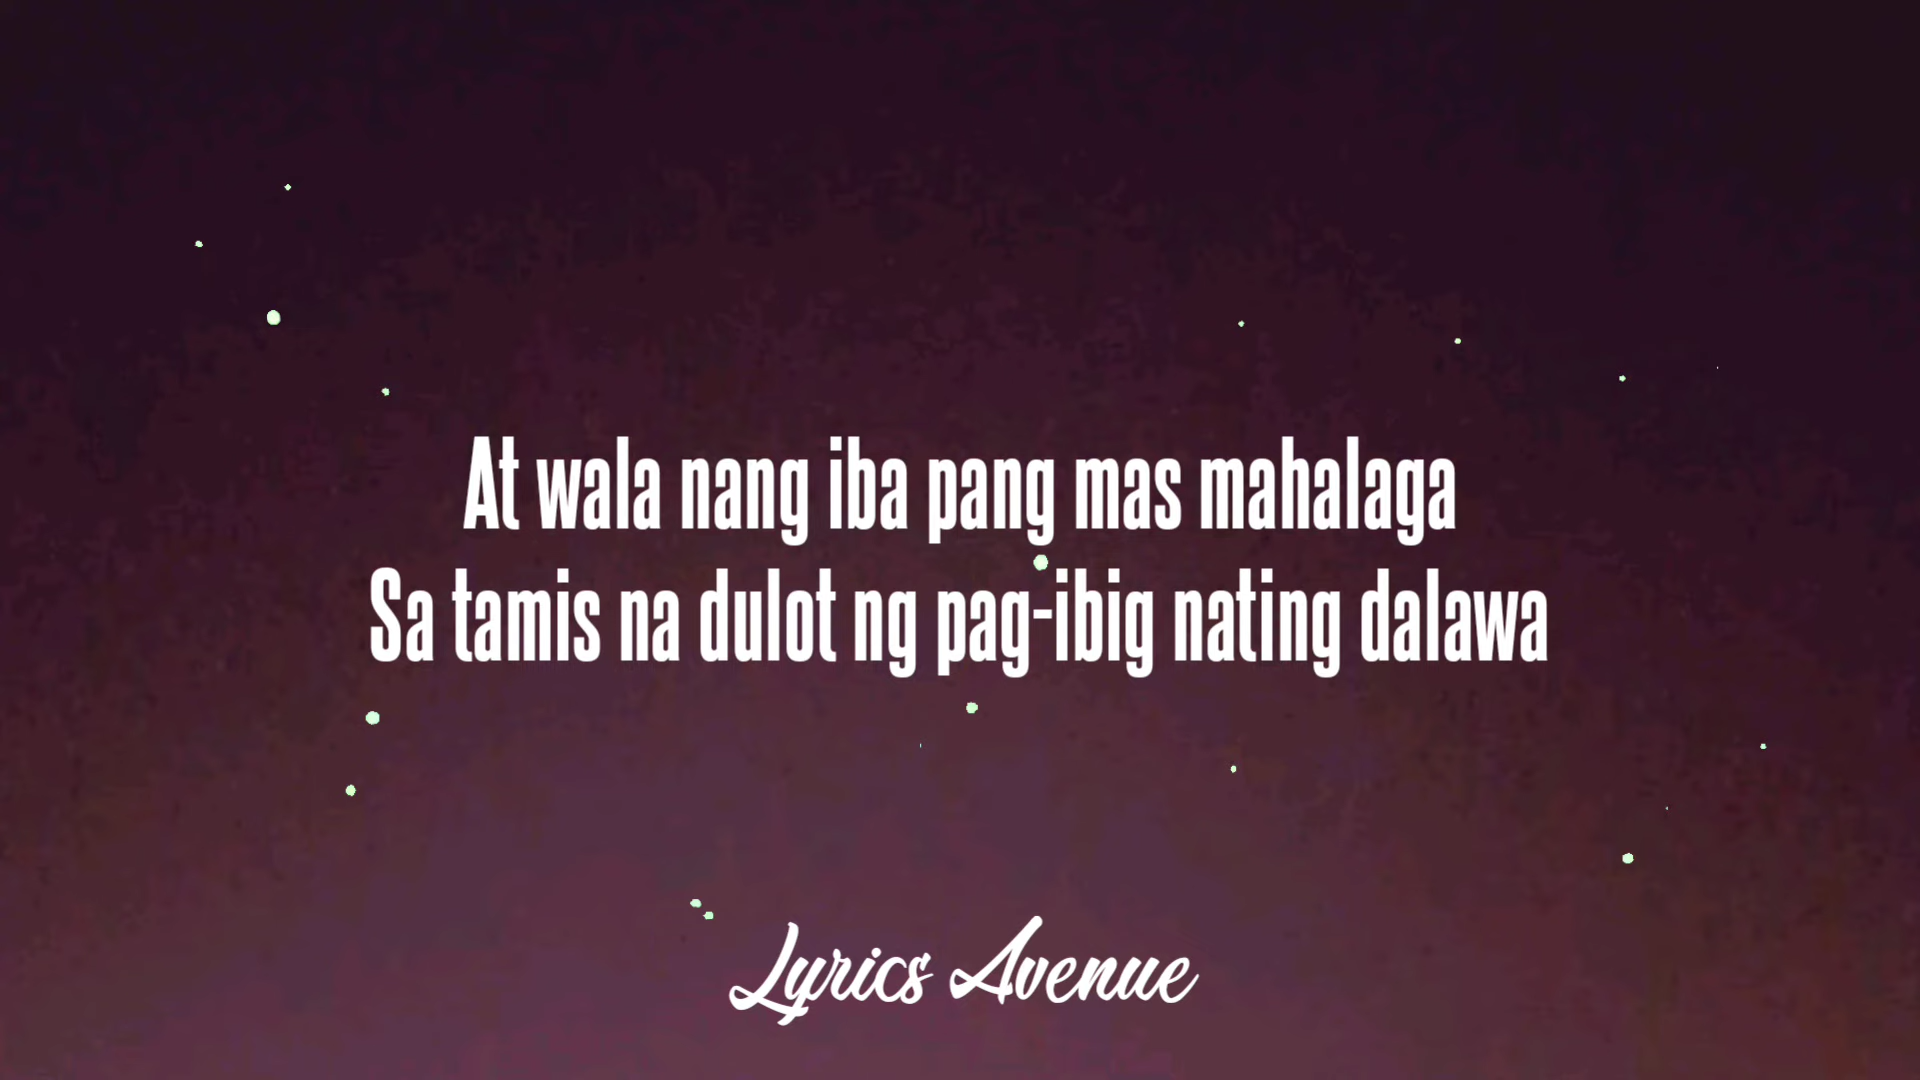 At wala nang iba pang mas mahalaga
Sa tamis na dulot ng pag-ibig nating dalawa
Lyrics Avenue